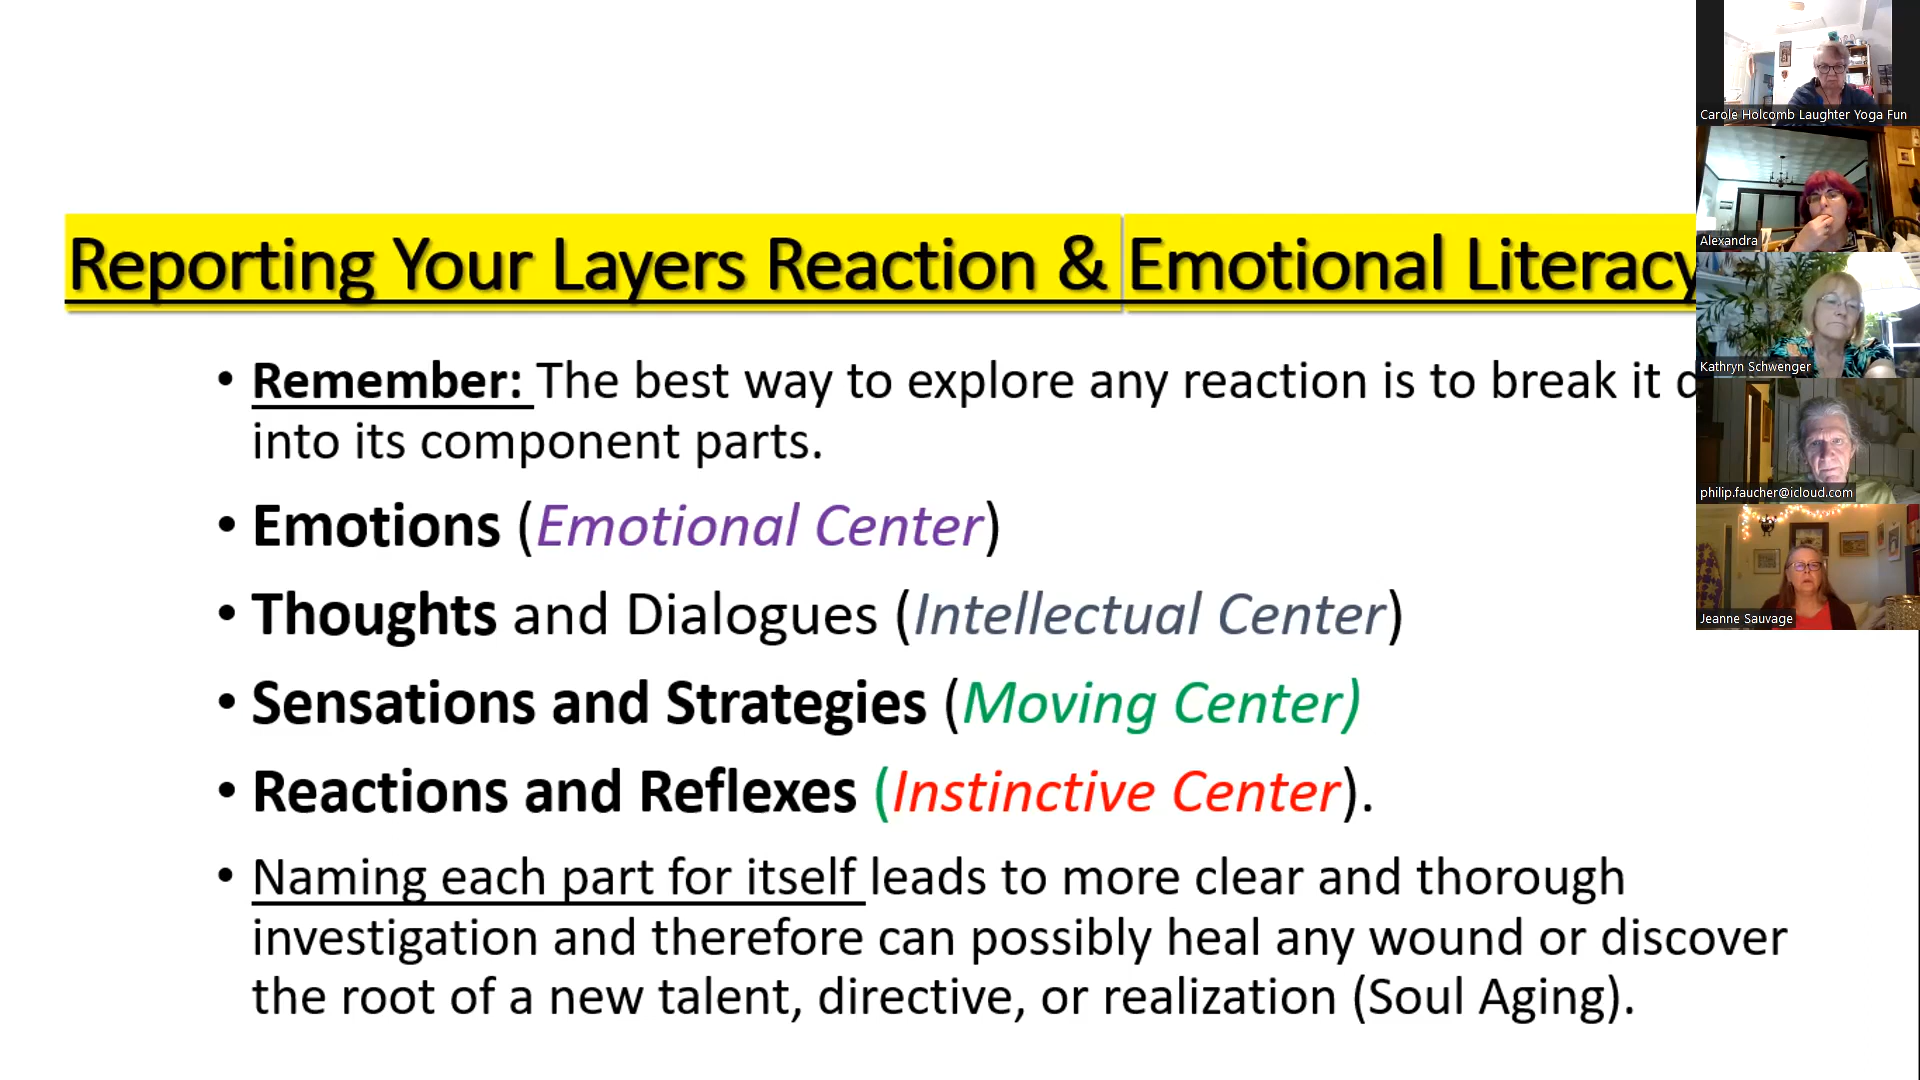 Reporting Your Layers Reaction & Emotional Literacy
• Remember: The best way to explore any reaction is to break it
into its component parts.
• Emotions (Emotional Center)
• Thoughts and Dialogues (Intellectual Center)
• Sensations and Strategies (Moving Center)
• Reactions and Reflexes (Instinctive Center).
• Naming each part for itself leads to more clear and thorough
investigation and therefore can possibly heal any wound or discover
the root of a new talent, directive, or realization (Soul Aging).
Carole Holcomb Laughter Yoga Fun
Alexandra
Kathryn Schwenger
philip.faucher@icloud.com
Jeanne Sauvage